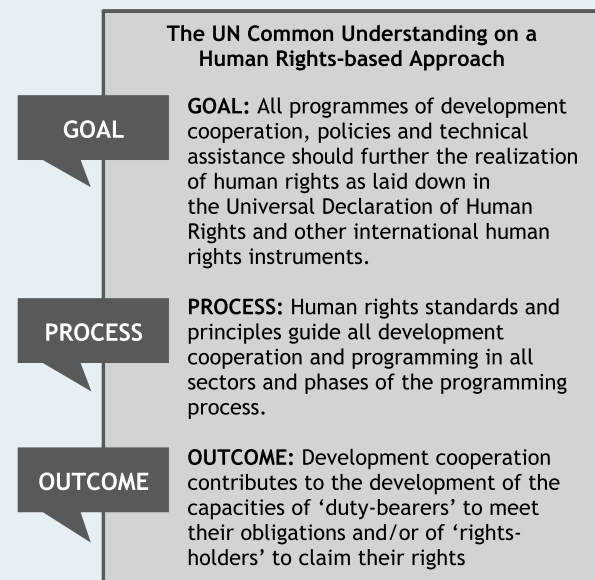 The UN Common Understanding on a
Human Rights-based Approach
GOAL
GOAL: All programmes of development
cooperation, policies and technical
assistance should further the realization
of human rights as laid down in
the Universal Declaration of Human
Rights and other international human
rights instruments.
PROCESS
PROCESS: Human rights standards and
principles guide all development
cooperation and programming in all
sectors and phases of the programming
process.
OUTCOME
OUTCOME: Development cooperation
contributes to the development of the
capacities of ‘duty-bearers’ to meet
their obligations and/or of ‘rights-
holders’ to claim their rights